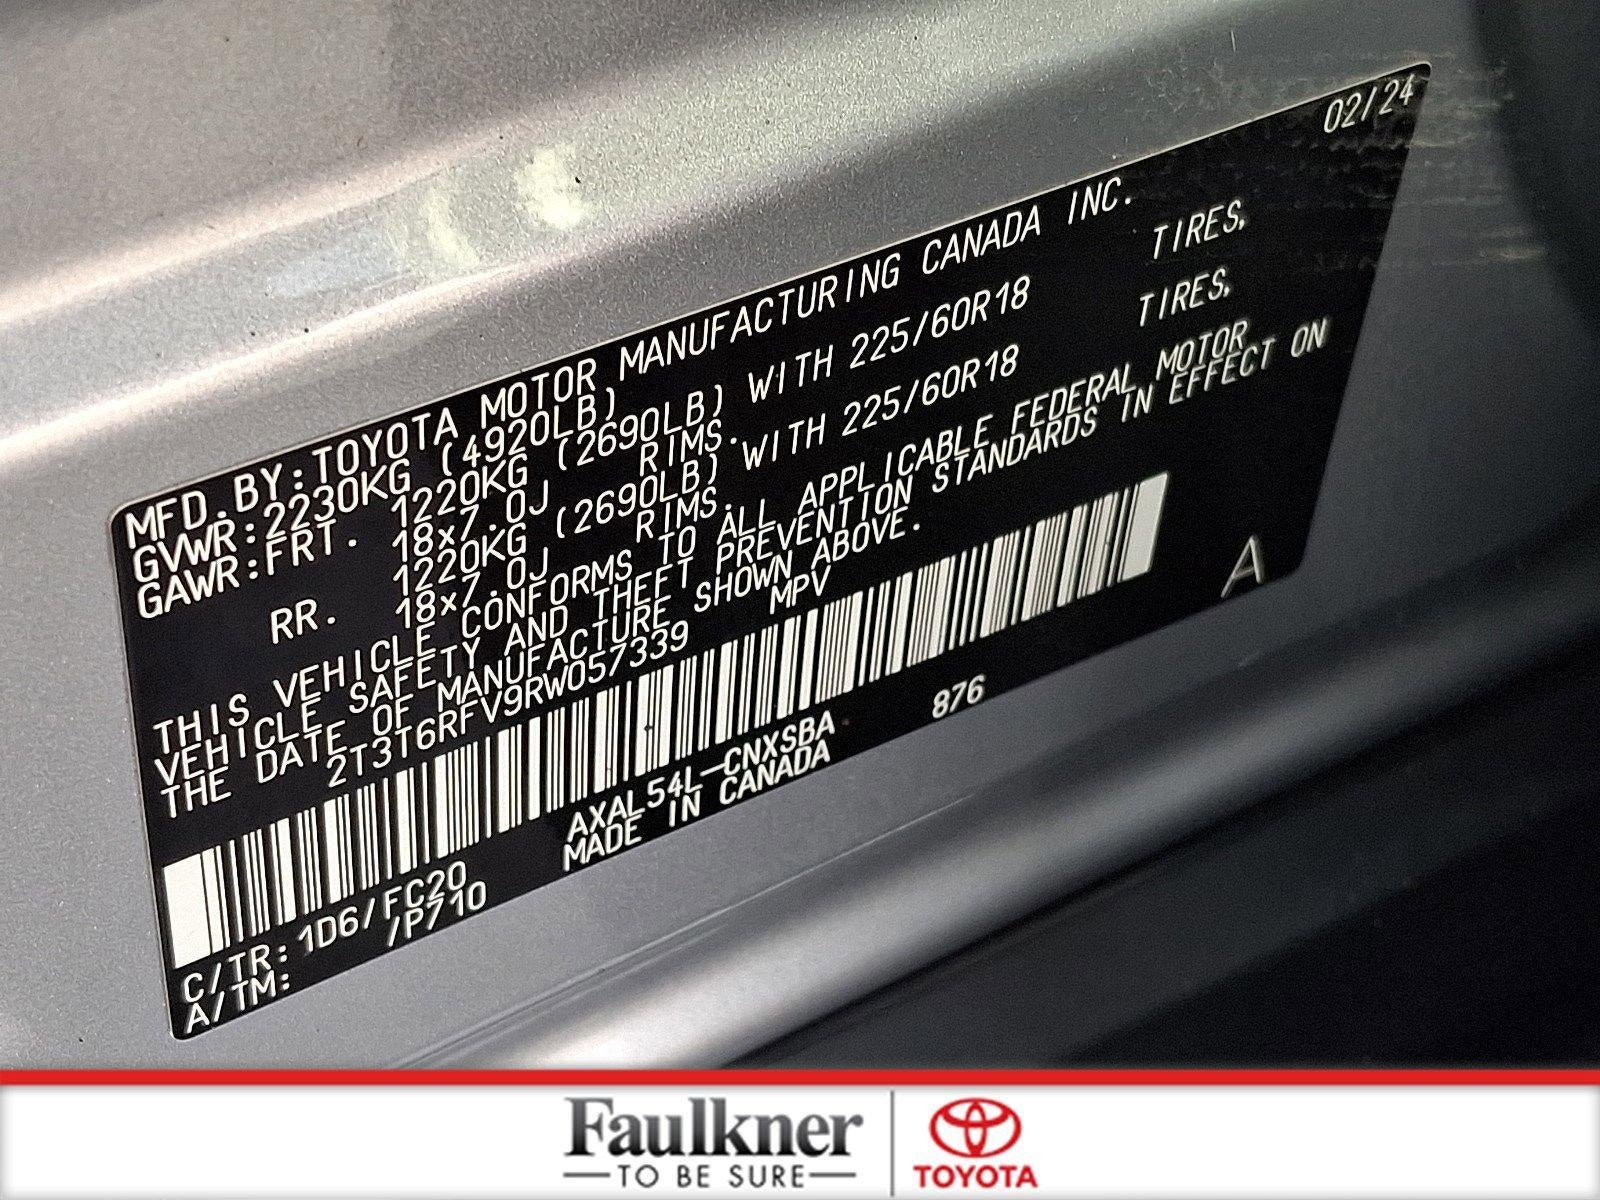 02/24
MFD. BY: TOYOTA MOTOR MANUFACTURING CANADA INC.
GVWR: 2230KG (4920LB)
GAWR: FRT. 1220KG (2690LB) WITH 225/60R18 TIRES,
18x7.0J RIMS.
RR. 1220KG (2690LB) WITH 225/60R18 TIRES,
18x7.0J RIMS.
THIS VEHICLE CONFORMS TO ALL APPLICABLE FEDERAL MOTOR
VEHICLE SAFETY AND THEFT PREVENTION STANDARDS IN EFFECT ON
THE DATE OF MANUFACTURE SHOWN ABOVE.
2T3T6RFV9RW057339 MPV
A
C/TR: 1D6/FC20 AXAL54L-CNXSBA 876
A/TM: /P710 MADE IN CANADA
Faulkner
TO BE SURE
TOYOTA